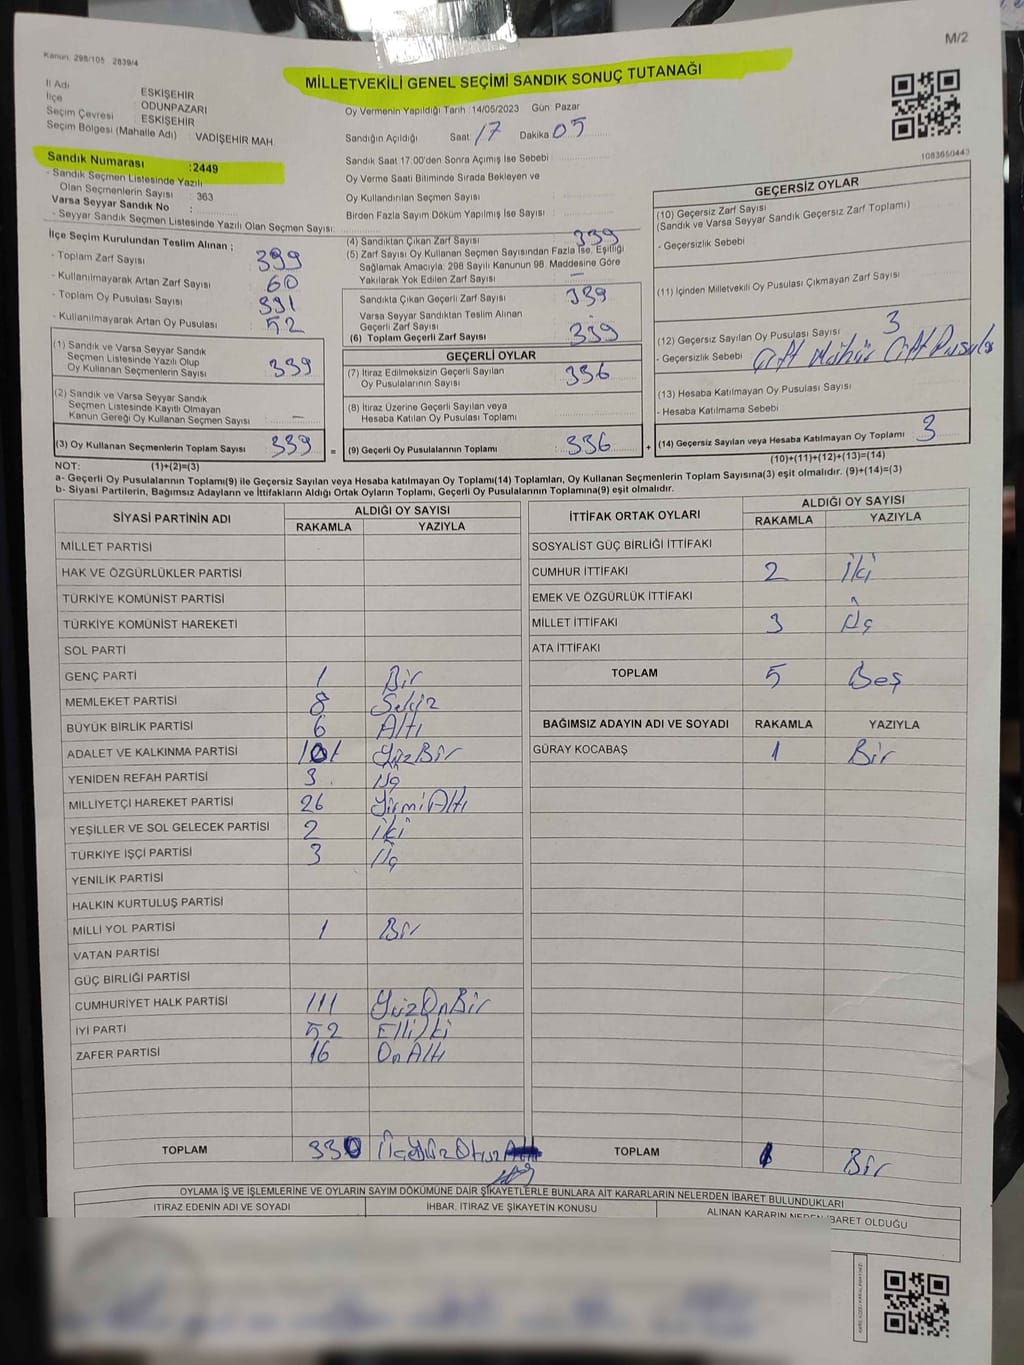 M/2
Kanun: 298/105 2839/4
MİLLETVEKİLİ GENEL SEÇİMİ SANDIK SONUÇ TUTANAĞI
İl Adı ESKİŞEHİR
İlçe ODUNPAZARI
Seçim Çevresi ESKİŞEHİR
Seçim Bölgesi (Mahalle Adı) : VADİŞEHİR MAH.
Sandık Numarası :2449
- Sandık Seçmen Listesinde Yazılı
Olan Seçmenlerin Sayısı : 363
Varsa Seyyar Sandık No :
- Seyyar Sandık Seçmen Listesinde Yazılı Olan Seçmen Sayısı:
Oy Vermenin Yapıldığı Tarih :14/05/2023 Gün: Pazar
Sandığın Açıldığı Saat: 17 Dakika 05
Sandık Saat 17.00'den Sonra Açılmış İse Sebebi :
Oy Verme Saati Bitiminde Sırada Bekleyen ve
Oy Kullandırılan Seçmen Sayısı :
Birden Fazla Sayım Döküm Yapılmış İse Sayısı :
1083650443
İlçe Seçim Kurulundan Teslim Alınan ;
- Toplam Zarf Sayısı : 399
- Kullanılmayarak Artan Zarf Sayısı : 60
- Toplam Oy Pusulası Sayısı : 391
- Kullanılmayarak Artan Oy Pusulası : 52
(1) Sandık ve Varsa Seyyar Sandık
Seçmen Listesinde Yazılı Olup
Oy Kullanan Seçmenlerin Sayısı : 339
(2) Sandık ve Varsa Seyyar Sandık
Seçmen Listesinde Kayıtlı Olmayan
Kanun Gereği Oy Kullanan Seçmen Sayısı : —
(3) Oy Kullanan Seçmenlerin Toplam Sayısı : 339 =
(4) Sandıktan Çıkan Zarf Sayısı : 339
(5) Zarf Sayısı Oy Kullanan Seçmen Sayısından Fazla İse, Eşitliği
Sağlamak Amacıyla; 298 Sayılı Kanunun 98. Maddesine Göre
Yakılarak Yok Edilen Zarf Sayısı : —
Sandıkta Çıkan Geçerli Zarf Sayısı : 339
Varsa Seyyar Sandıktan Teslim Alınan
Geçerli Zarf Sayısı :
(6) Toplam Geçerli Zarf Sayısı : 339
GEÇERLİ OYLAR
(7) İtiraz Edilmeksizin Geçerli Sayılan
Oy Pusulalarının Sayısı : 336
(8) İtiraz Üzerine Geçerli Sayılan veya
Hesaba Katılan Oy Pusulası Toplamı :
(9) Geçerli Oy Pusulalarının Toplamı : 336 +
GEÇERSİZ OYLAR
(10) Geçersiz Zarf Sayısı
(Sandık ve Varsa Seyyar Sandık Geçersiz Zarf Toplamı) :
- Geçersizlik Sebebi :
(11) İçinden Milletvekili Oy Pusulası Çıkmayan Zarf Sayısı :
(12) Geçersiz Sayılan Oy Pusulası Sayısı : 3
- Geçersizlik Sebebi : Çift Mühür Çift Pusula
(13) Hesaba Katılmayan Oy Pusulası Sayısı :
- Hesaba Katılmama Sebebi :
(14) Geçersiz Sayılan veya Hesaba Katılmayan Oy Toplamı : 3
NOT: (1)+(2)=(3)
(10)+(11)+(12)+(13)=(14)
a- Geçerli Oy Pusulalarının Toplamı(9) ile Geçersiz Sayılan veya Hesaba katılmayan Oy Toplamı(14) Toplamları, Oy Kullanan Seçmenlerin Toplam Sayısına(3) eşit olmalıdır. (9)+(14)=(3)
b- Siyasi Partilerin, Bağımsız Adayların ve İttifakların Aldığı Ortak Oyların Toplamı, Geçerli Oy Pusulalarının Toplamına(9) eşit olmalıdır.
SİYASİ PARTİNİN ADI ALDIĞI OY SAYISI
RAKAMLA YAZIYLA
MİLLET PARTİSİ
HAK VE ÖZGÜRLÜKLER PARTİSİ
TÜRKİYE KOMÜNİST PARTİSİ
TÜRKİYE KOMÜNİST HAREKETİ
SOL PARTİ
GENÇ PARTİ 1 Bir
MEMLEKET PARTİSİ 8 Sekiz
BÜYÜK BİRLİK PARTİSİ 6 Altı
ADALET VE KALKINMA PARTİSİ 101 YüzBir
YENİDEN REFAH PARTİSİ 3 Üç
MİLLİYETÇİ HAREKET PARTİSİ 26 YirmiAltı
YEŞİLLER VE SOL GELECEK PARTİSİ 2 İki
TÜRKİYE İŞÇİ PARTİSİ 3 Üç
YENİLİK PARTİSİ
HALKIN KURTULUŞ PARTİSİ
MİLLİ YOL PARTİSİ 1 Bir
VATAN PARTİSİ
GÜÇ BİRLİĞİ PARTİSİ
CUMHURİYET HALK PARTİSİ 111 YüzOnBir
İYİ PARTİ 52 Elliİki
ZAFER PARTİSİ 16 OnAltı
TOPLAM 330 ÜçYüzOtuz
İTTİFAK ORTAK OYLARI ALDIĞI OY SAYISI
RAKAMLA YAZIYLA
SOSYALİST GÜÇ BİRLİĞİ İTTİFAKI
CUMHUR İTTİFAKI 2 İki
EMEK VE ÖZGÜRLÜK İTTİFAKI
MİLLET İTTİFAKI 3 Üç
ATA İTTİFAKI
TOPLAM 5 Beş
BAĞIMSIZ ADAYIN ADI VE SOYADI RAKAMLA YAZIYLA
GÜRAY KOCABAŞ 1 Bir
TOPLAM 1 Bir
OYLAMA İŞ VE İŞLEMLERİNE VE OYLARIN SAYIM DÖKÜMÜNE DAİR ŞİKAYETLERLE BUNLARA AİT KARARLARIN NELERDEN İBARET BULUNDUKLARI
İTİRAZ EDENİN ADI VE SOYADI İHBAR, İTİRAZ VE ŞİKAYETİN KONUSU ALINAN KARARIN NEDEN İBARET OLDUĞU